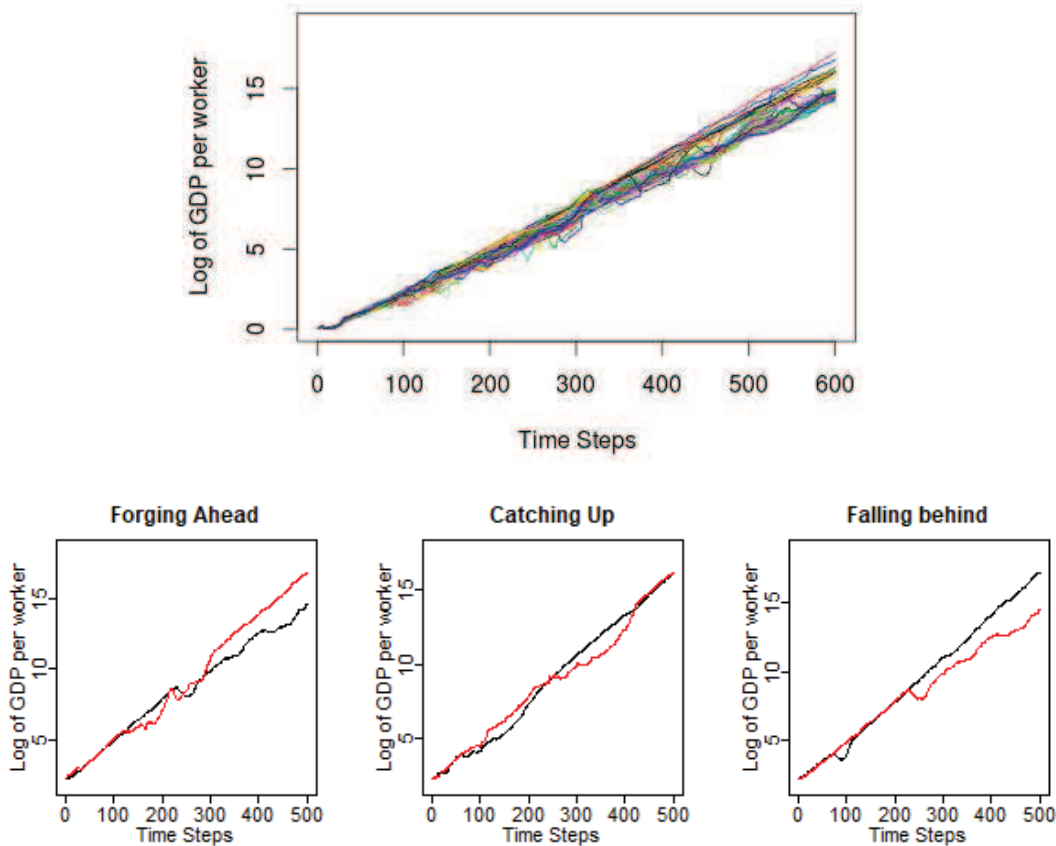 Log of GDP per worker
15
10
5
0
0 100 200 300 400 500 600
Time Steps
Forging Ahead
Log of GDP per worker
15
10
5
0 100 200 300 400 500
Time Steps
Catching Up
Log of GDP per worker
15
10
5
0 100 200 300 400 500
Time Steps
Falling behind
Log of GDP per worker
15
10
5
0 100 200 300 400 500
Time Steps